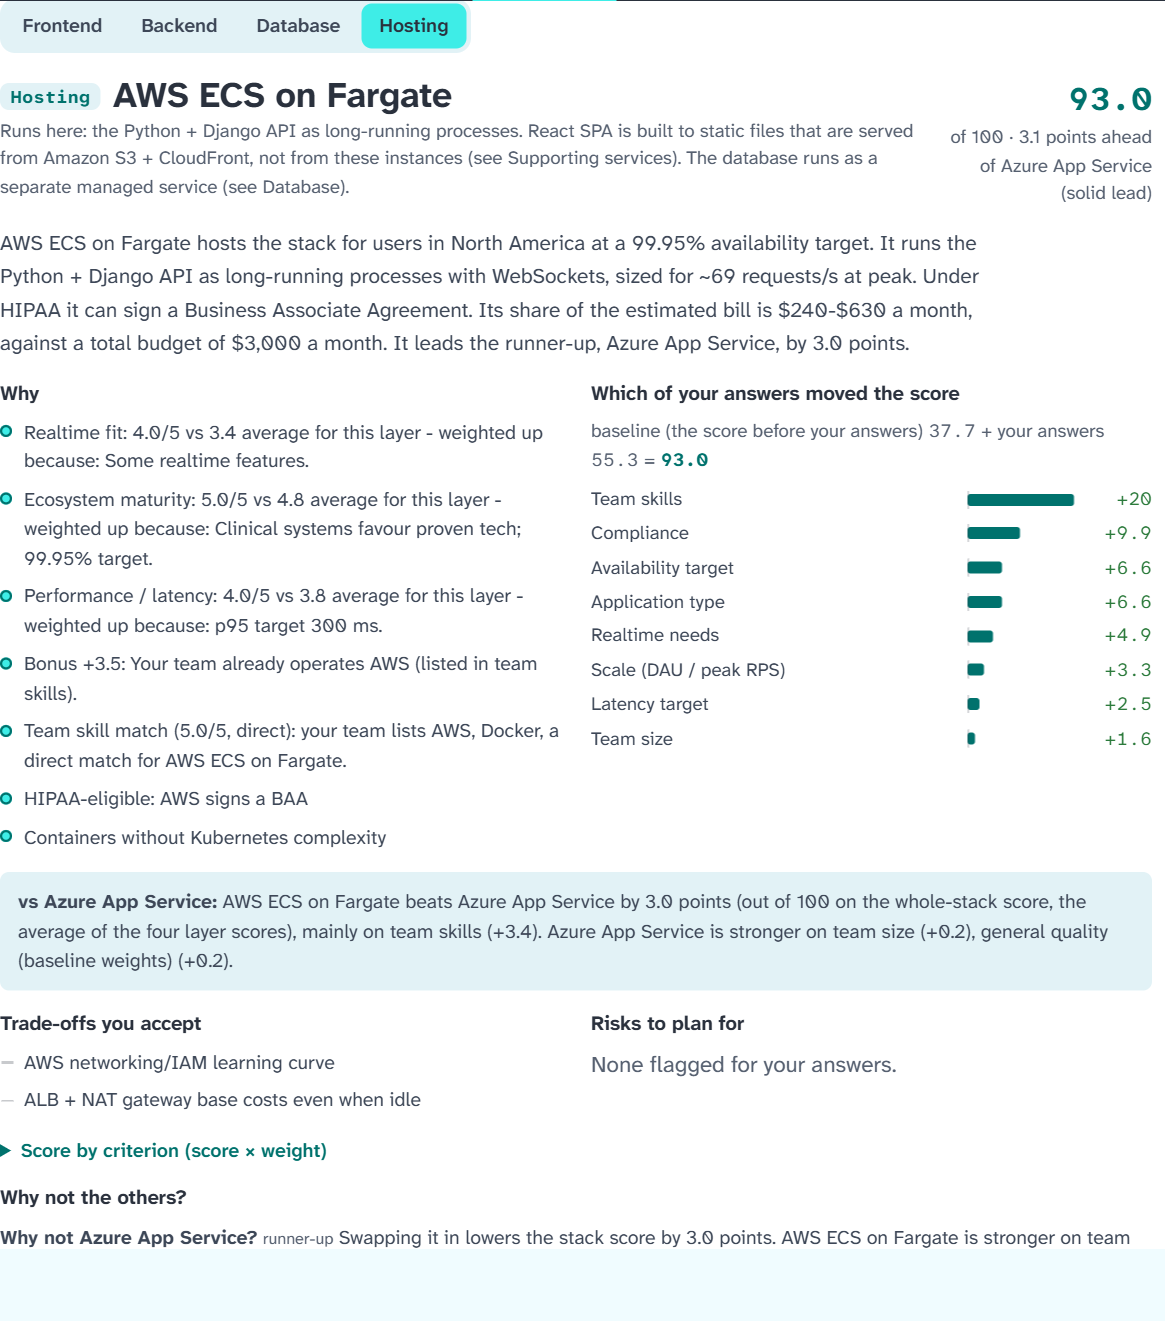 Frontend Backend Database Hosting
Hosting AWS ECS on Fargate
93.0
Runs here: the Python + Django API as long-running processes. React SPA is built to static files that are served
from Amazon S3 + CloudFront, not from these instances (see Supporting services). The database runs as a
separate managed service (see Database).
of 100 · 3.1 points ahead
of Azure App Service
(solid lead)
AWS ECS on Fargate hosts the stack for users in North America at a 99.95% availability target. It runs the
Python + Django API as long-running processes with WebSockets, sized for ~69 requests/s at peak. Under
HIPAA it can sign a Business Associate Agreement. Its share of the estimated bill is $240-$630 a month,
against a total budget of $3,000 a month. It leads the runner-up, Azure App Service, by 3.0 points.
Why
Realtime fit: 4.0/5 vs 3.4 average for this layer - weighted up
because: Some realtime features.
Ecosystem maturity: 5.0/5 vs 4.8 average for this layer -
weighted up because: Clinical systems favour proven tech;
99.95% target.
Performance / latency: 4.0/5 vs 3.8 average for this layer -
weighted up because: p95 target 300 ms.
Bonus +3.5: Your team already operates AWS (listed in team
skills).
Team skill match (5.0/5, direct): your team lists AWS, Docker, a
direct match for AWS ECS on Fargate.
HIPAA-eligible: AWS signs a BAA
Containers without Kubernetes complexity
Which of your answers moved the score
baseline (the score before your answers) 37.7 + your answers
55.3 = 93.0
Team skills +20
Compliance +9.9
Availability target +6.6
Application type +6.6
Realtime needs +4.9
Scale (DAU / peak RPS) +3.3
Latency target +2.5
Team size +1.6
vs Azure App Service: AWS ECS on Fargate beats Azure App Service by 3.0 points (out of 100 on the whole-stack score, the
average of the four layer scores), mainly on team skills (+3.4). Azure App Service is stronger on team size (+0.2), general quality
(baseline weights) (+0.2).
Trade-offs you accept
— AWS networking/IAM learning curve
— ALB + NAT gateway base costs even when idle
Risks to plan for
None flagged for your answers.
▶ Score by criterion (score × weight)
Why not the others?
Why not Azure App Service? runner-up Swapping it in lowers the stack score by 3.0 points. AWS ECS on Fargate is stronger on team